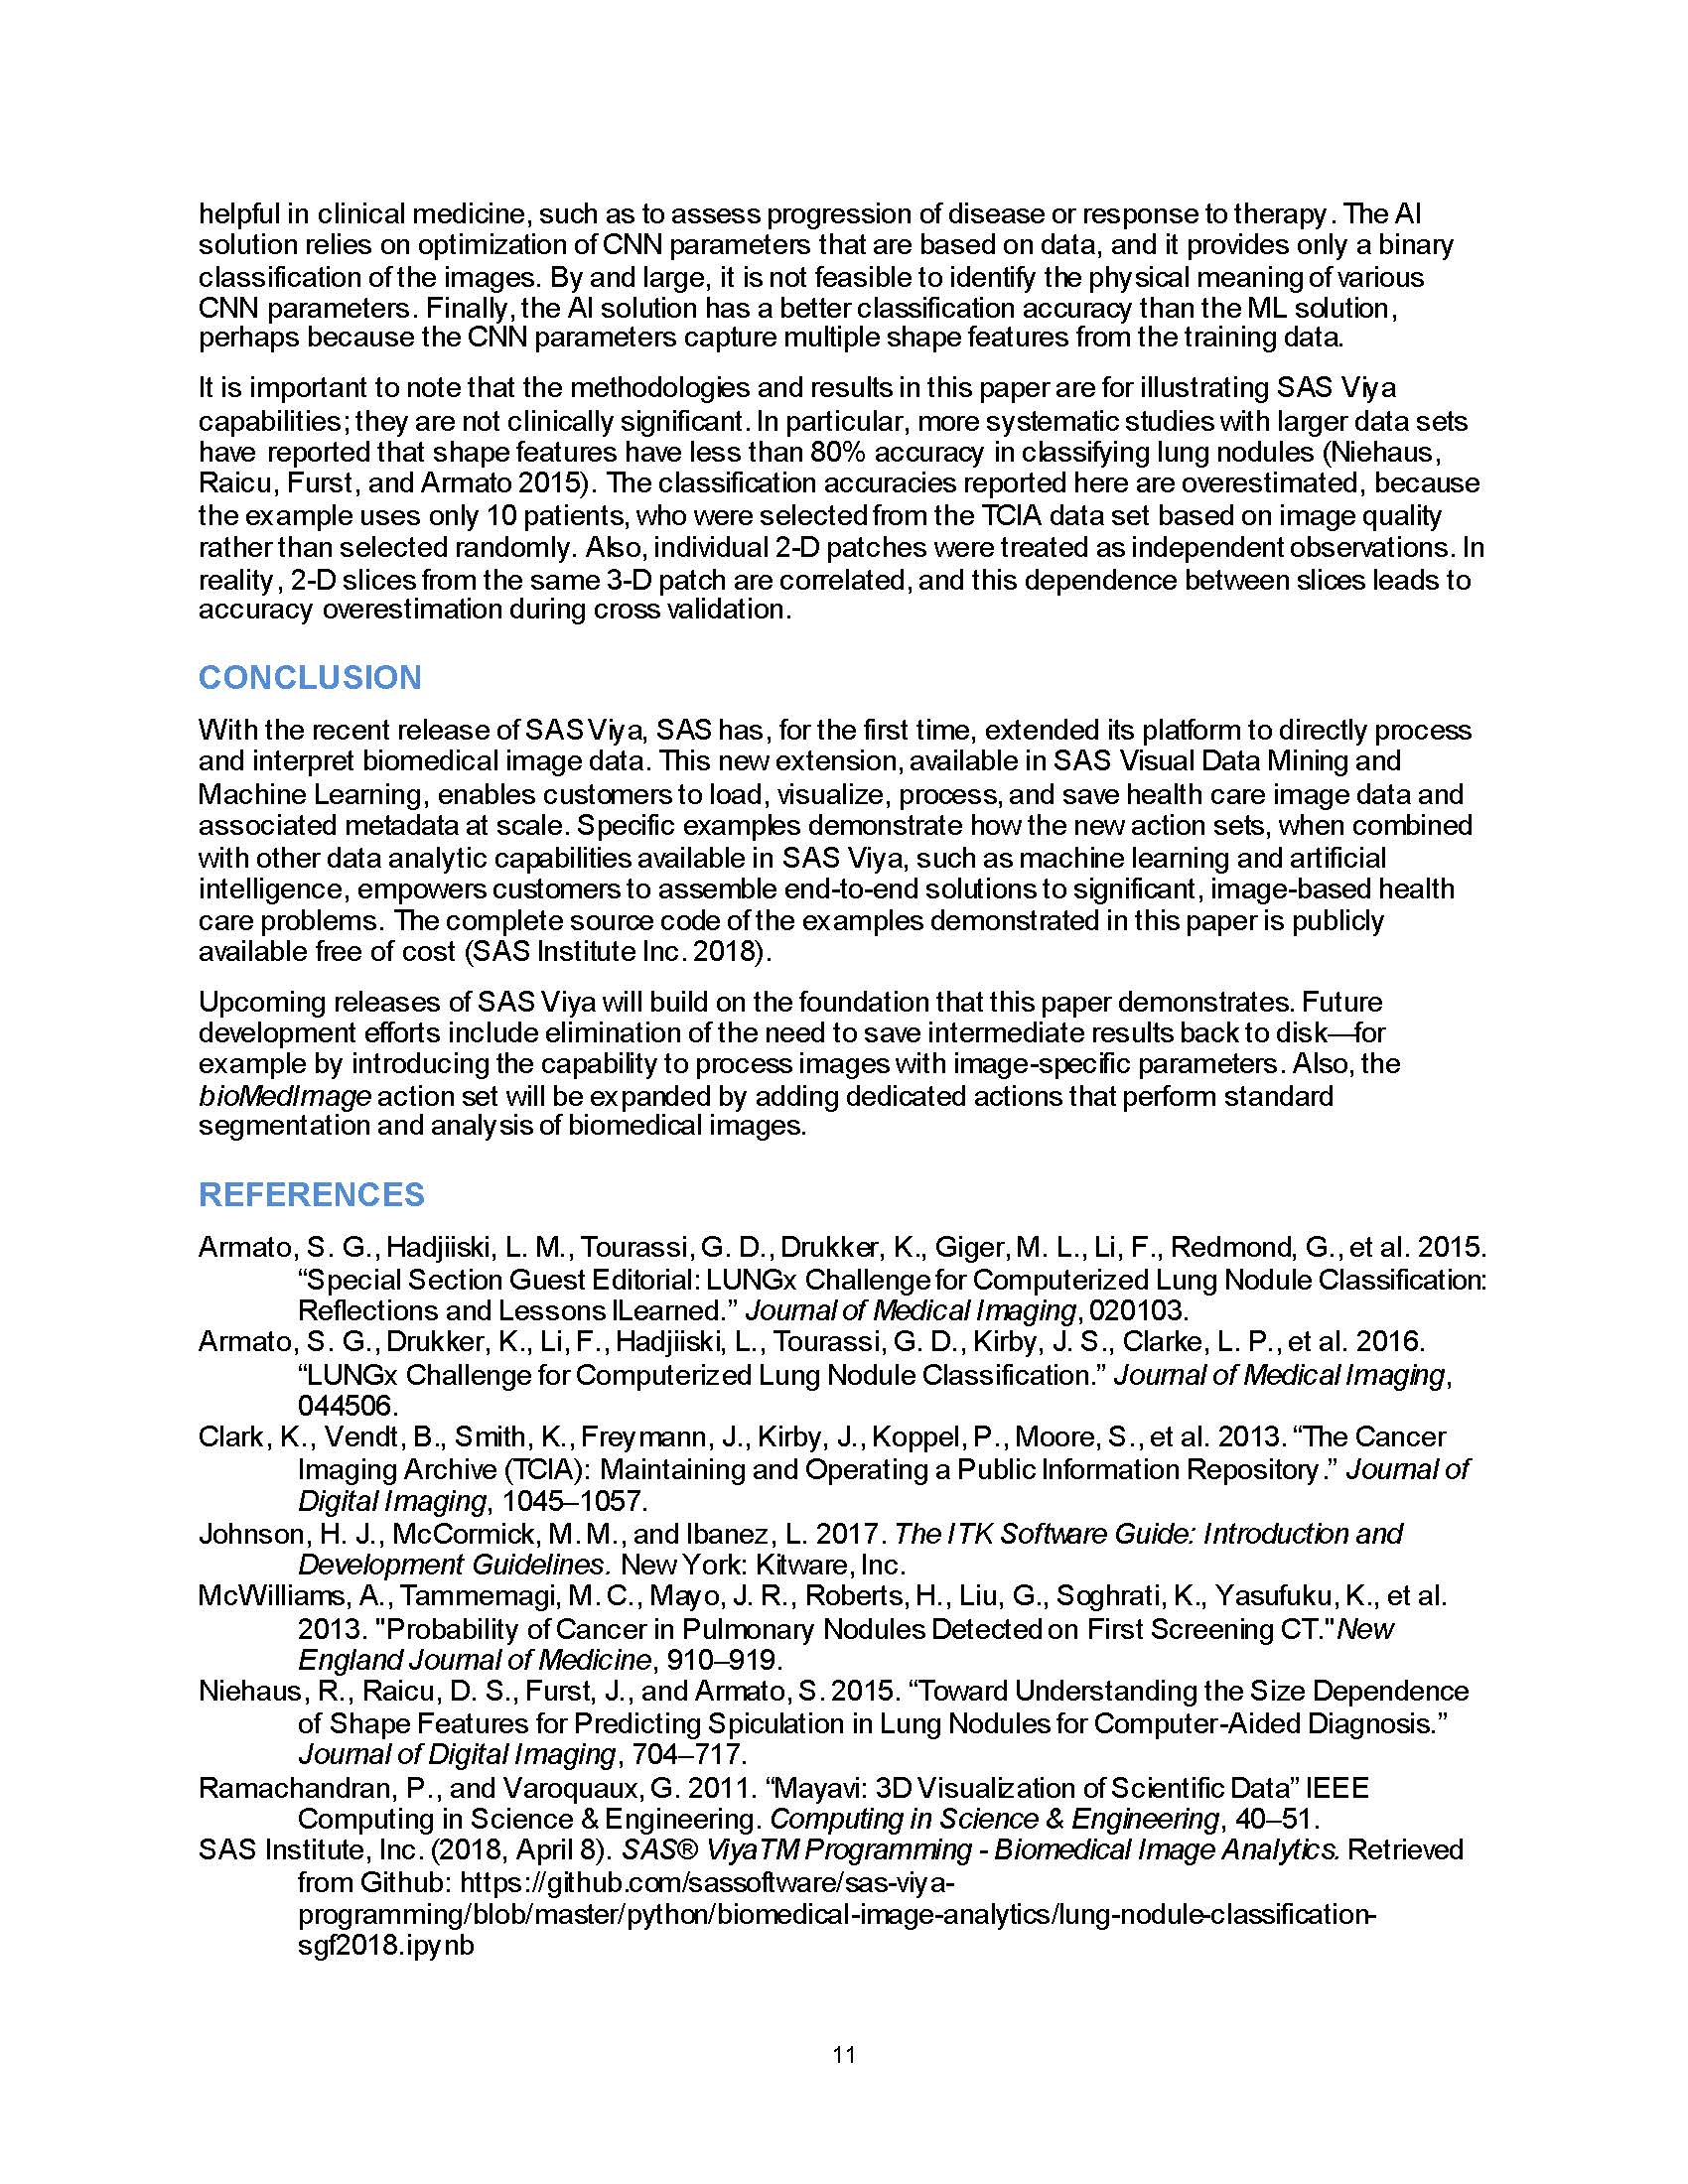 helpful in clinical medicine, such as to assess progression of disease or response to therapy. The AI
solution relies on optimization of CNN parameters that are based on data, and it provides only a binary
classification of the images. By and large, it is not feasible to identify the physical meaning of various
CNN parameters. Finally, the AI solution has a better classification accuracy than the ML solution,
perhaps because the CNN parameters capture multiple shape features from the training data.
It is important to note that the methodologies and results in this paper are for illustrating SAS Viya
capabilities; they are not clinically significant. In particular, more systematic studies with larger data sets
have reported that shape features have less than 80% accuracy in classifying lung nodules (Niehaus,
Raicu, Furst, and Armato 2015). The classification accuracies reported here are overestimated, because
the example uses only 10 patients, who were selected from the TCIA data set based on image quality
rather than selected randomly. Also, individual 2-D patches were treated as independent observations. In
reality, 2-D slices from the same 3-D patch are correlated, and this dependence between slices leads to
accuracy overestimation during cross validation.
CONCLUSION
With the recent release of SAS Viya, SAS has, for the first time, extended its platform to directly process
and interpret biomedical image data. This new extension, available in SAS Visual Data Mining and
Machine Learning, enables customers to load, visualize, process, and save health care image data and
associated metadata at scale. Specific examples demonstrate how the new action sets, when combined
with other data analytic capabilities available in SAS Viya, such as machine learning and artificial
intelligence, empowers customers to assemble end-to-end solutions to significant, image-based health
care problems. The complete source code of the examples demonstrated in this paper is publicly
available free of cost (SAS Institute Inc. 2018).
Upcoming releases of SAS Viya will build on the foundation that this paper demonstrates. Future
development efforts include elimination of the need to save intermediate results back to disk—for
example by introducing the capability to process images with image-specific parameters. Also, the
bioMedImage action set will be expanded by adding dedicated actions that perform standard
segmentation and analysis of biomedical images.
REFERENCES
Armato, S. G., Hadjiiski, L. M., Tourassi, G. D., Drukker, K., Giger, M. L., Li, F., Redmond, G., et al. 2015.
“Special Section Guest Editorial: LUNGx Challenge for Computerized Lung Nodule Classification:
Reflections and Lessons lLearned.” Journal of Medical Imaging, 020103.
Armato, S. G., Drukker, K., Li, F., Hadjiiski, L., Tourassi, G. D., Kirby, J. S., Clarke, L. P., et al. 2016.
“LUNGx Challenge for Computerized Lung Nodule Classification.” Journal of Medical Imaging,
044506.
Clark, K., Vendt, B., Smith, K., Freymann, J., Kirby, J., Koppel, P., Moore, S., et al. 2013. “The Cancer
Imaging Archive (TCIA): Maintaining and Operating a Public Information Repository.” Journal of
Digital Imaging, 1045–1057.
Johnson, H. J., McCormick, M. M., and Ibanez, L. 2017. The ITK Software Guide: Introduction and
Development Guidelines. New York: Kitware, Inc.
McWilliams, A., Tammemagi, M. C., Mayo, J. R., Roberts, H., Liu, G., Soghrati, K., Yasufuku, K., et al.
2013. "Probability of Cancer in Pulmonary Nodules Detected on First Screening CT." New
England Journal of Medicine, 910–919.
Niehaus, R., Raicu, D. S., Furst, J., and Armato, S. 2015. “Toward Understanding the Size Dependence
of Shape Features for Predicting Spiculation in Lung Nodules for Computer-Aided Diagnosis.”
Journal of Digital Imaging, 704–717.
Ramachandran, P., and Varoquaux, G. 2011. “Mayavi: 3D Visualization of Scientific Data” IEEE
Computing in Science & Engineering. Computing in Science & Engineering, 40–51.
SAS Institute, Inc. (2018, April 8). SAS® ViyaTM Programming - Biomedical Image Analytics. Retrieved
from Github: https://github.com/sassoftware/sas-viya-
programming/blob/master/python/biomedical-image-analytics/lung-nodule-classification-
sgf2018.ipynb
11